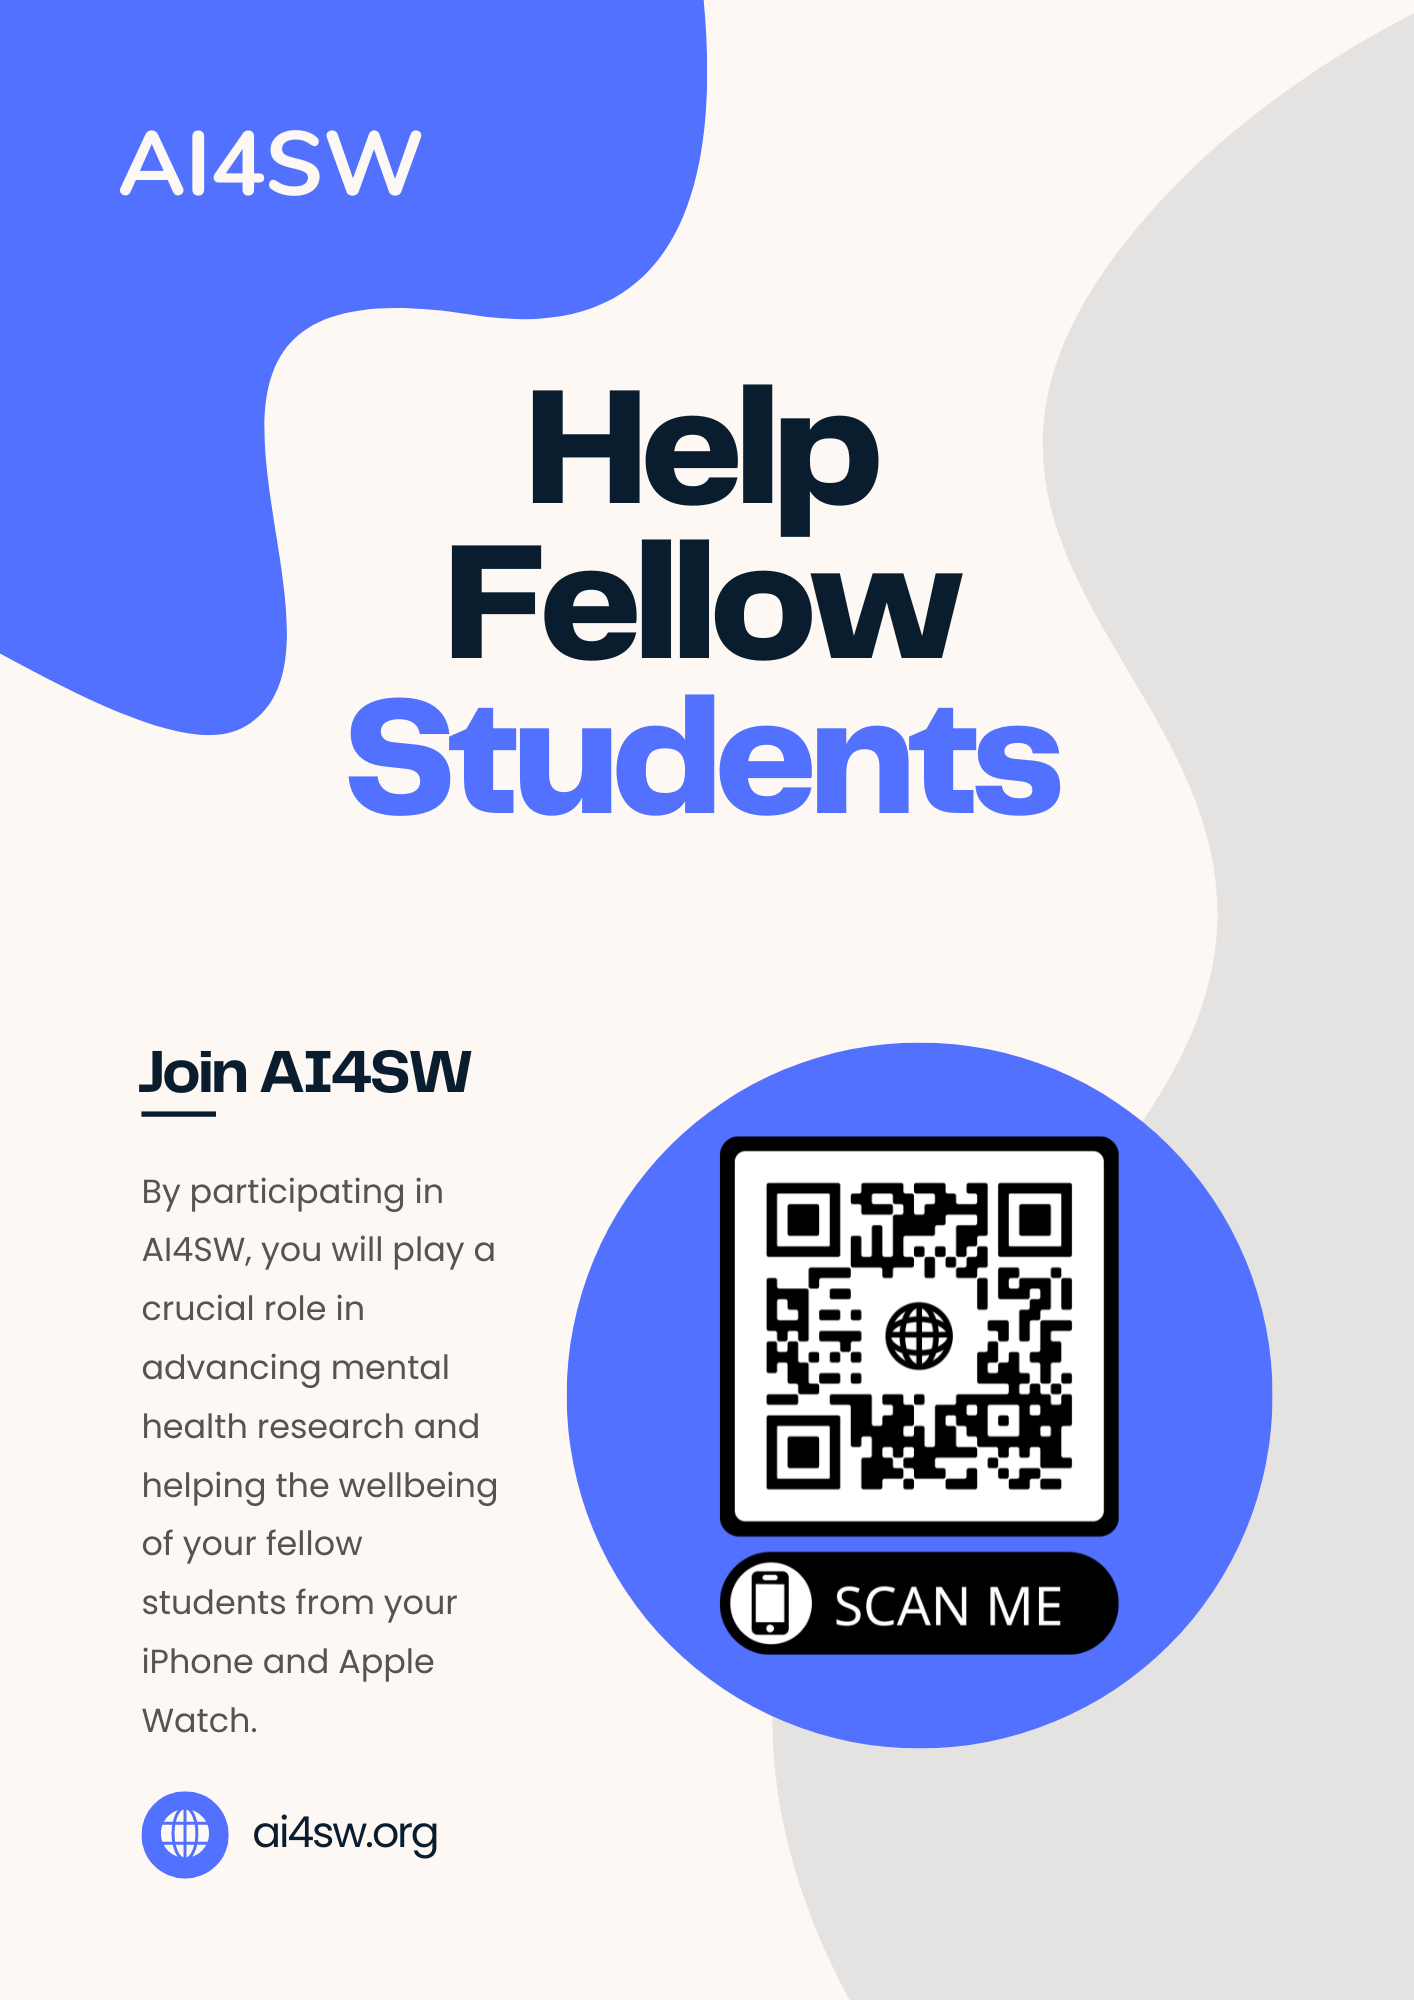 AI4SW
Help
Fellow
Students
Join AI4SW
By participating in
AI4SW, you will play a
crucial role in
advancing mental
health research and
helping the wellbeing
of your fellow
students from your
iPhone and Apple
Watch.
ai4sw.org
SCAN ME